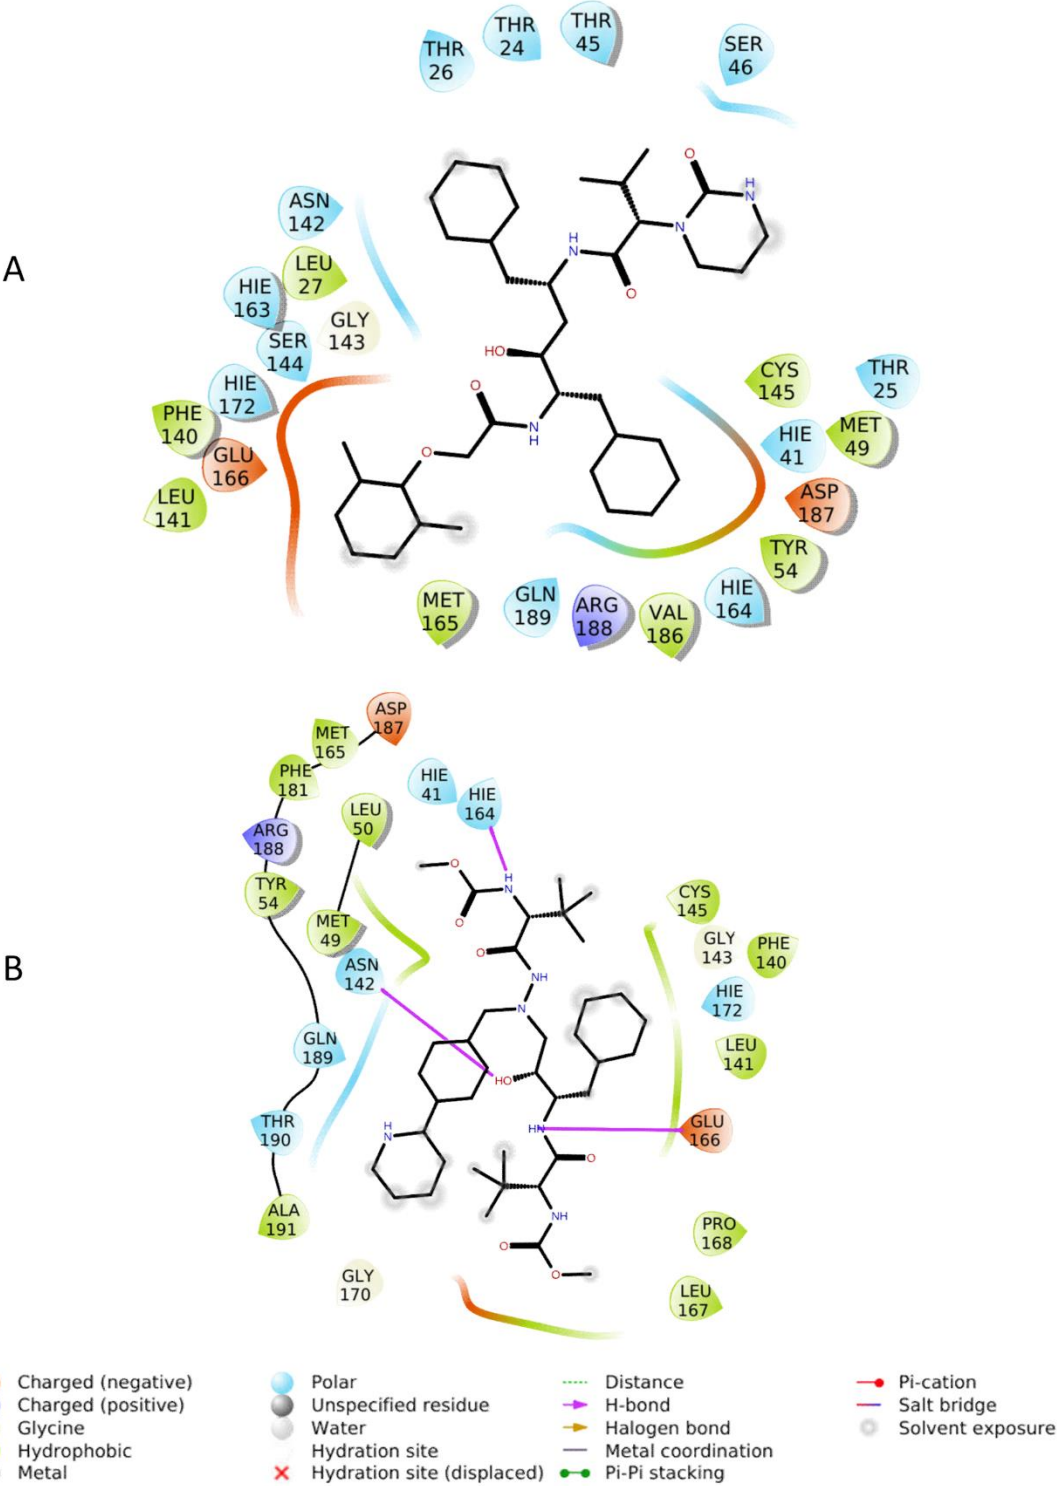 THR
24
THR
45
THR
26
SER
46
O
H
N
A
ASN
142
N
H
N
O
LEU
27
HIE
163
GLY
143
SER
144
HO
HIE
172
O
CYS
145
THR
25
PHE
140
GLU
166
N
H
O
HIE
41
MET
49
LEU
141
ASP
187
TYR
54
MET
165
GLN
189
ARG
188
VAL
186
HIE
164
ASP
187
MET
165
PHE
181
HIE
41
HIE
164
LEU
50
ARG
188
O
H
N
TYR
54
O
CYS
145
MET
49
O
GLY
143
PHE
140
B
ASN
142
NH
N
HIE
172
GLN
189
LEU
141
HO
THR
190
H
N
HN
GLU
166
O
ALA
191
NH
PRO
168
O
O
GLY
170
LEU
167
Charged (negative) Polar Distance Pi-cation
Charged (positive) Unspecified residue H-bond Salt bridge
Glycine Water Halogen bond Solvent exposure
Hydrophobic Hydration site Metal coordination
Metal Hydration site (displaced) Pi-Pi stacking